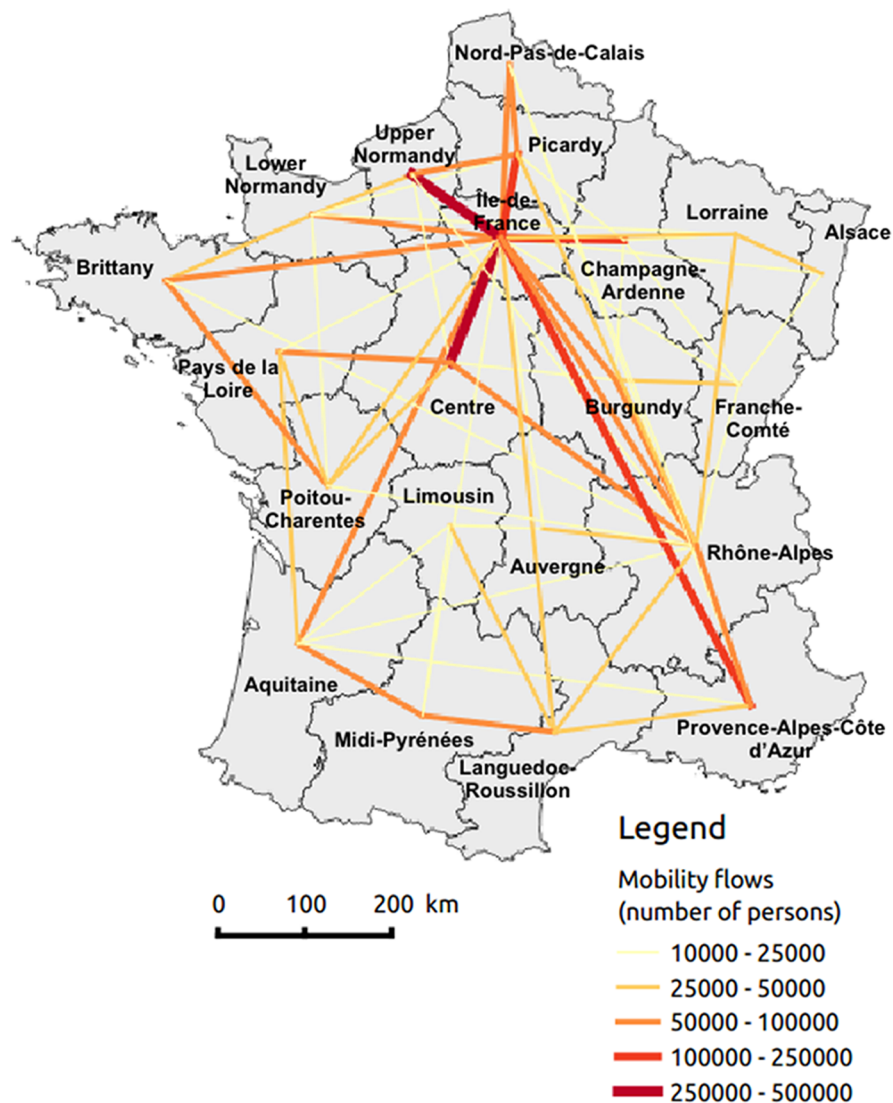 Nord-Pas-de-Calais
Upper
Normandy
Picardy
Lower
Normandy
Île-de-
France
Lorraine
Alsace
Brittany
Champagne-
Ardenne
Pays de la
Loire
Centre
Burgundy
Franche-
Comté
Poitou-
Charentes
Limousin
Auvergne
Rhône-Alpes
Aquitaine
Midi-Pyrénées
Provence-Alpes-Côte
d'Azur
Languedoc-
Roussillon
Legend
Mobility flows
(number of persons)
0 100 200 km
10000 - 25000
25000 - 50000
50000 - 100000
100000 - 250000
250000 - 500000